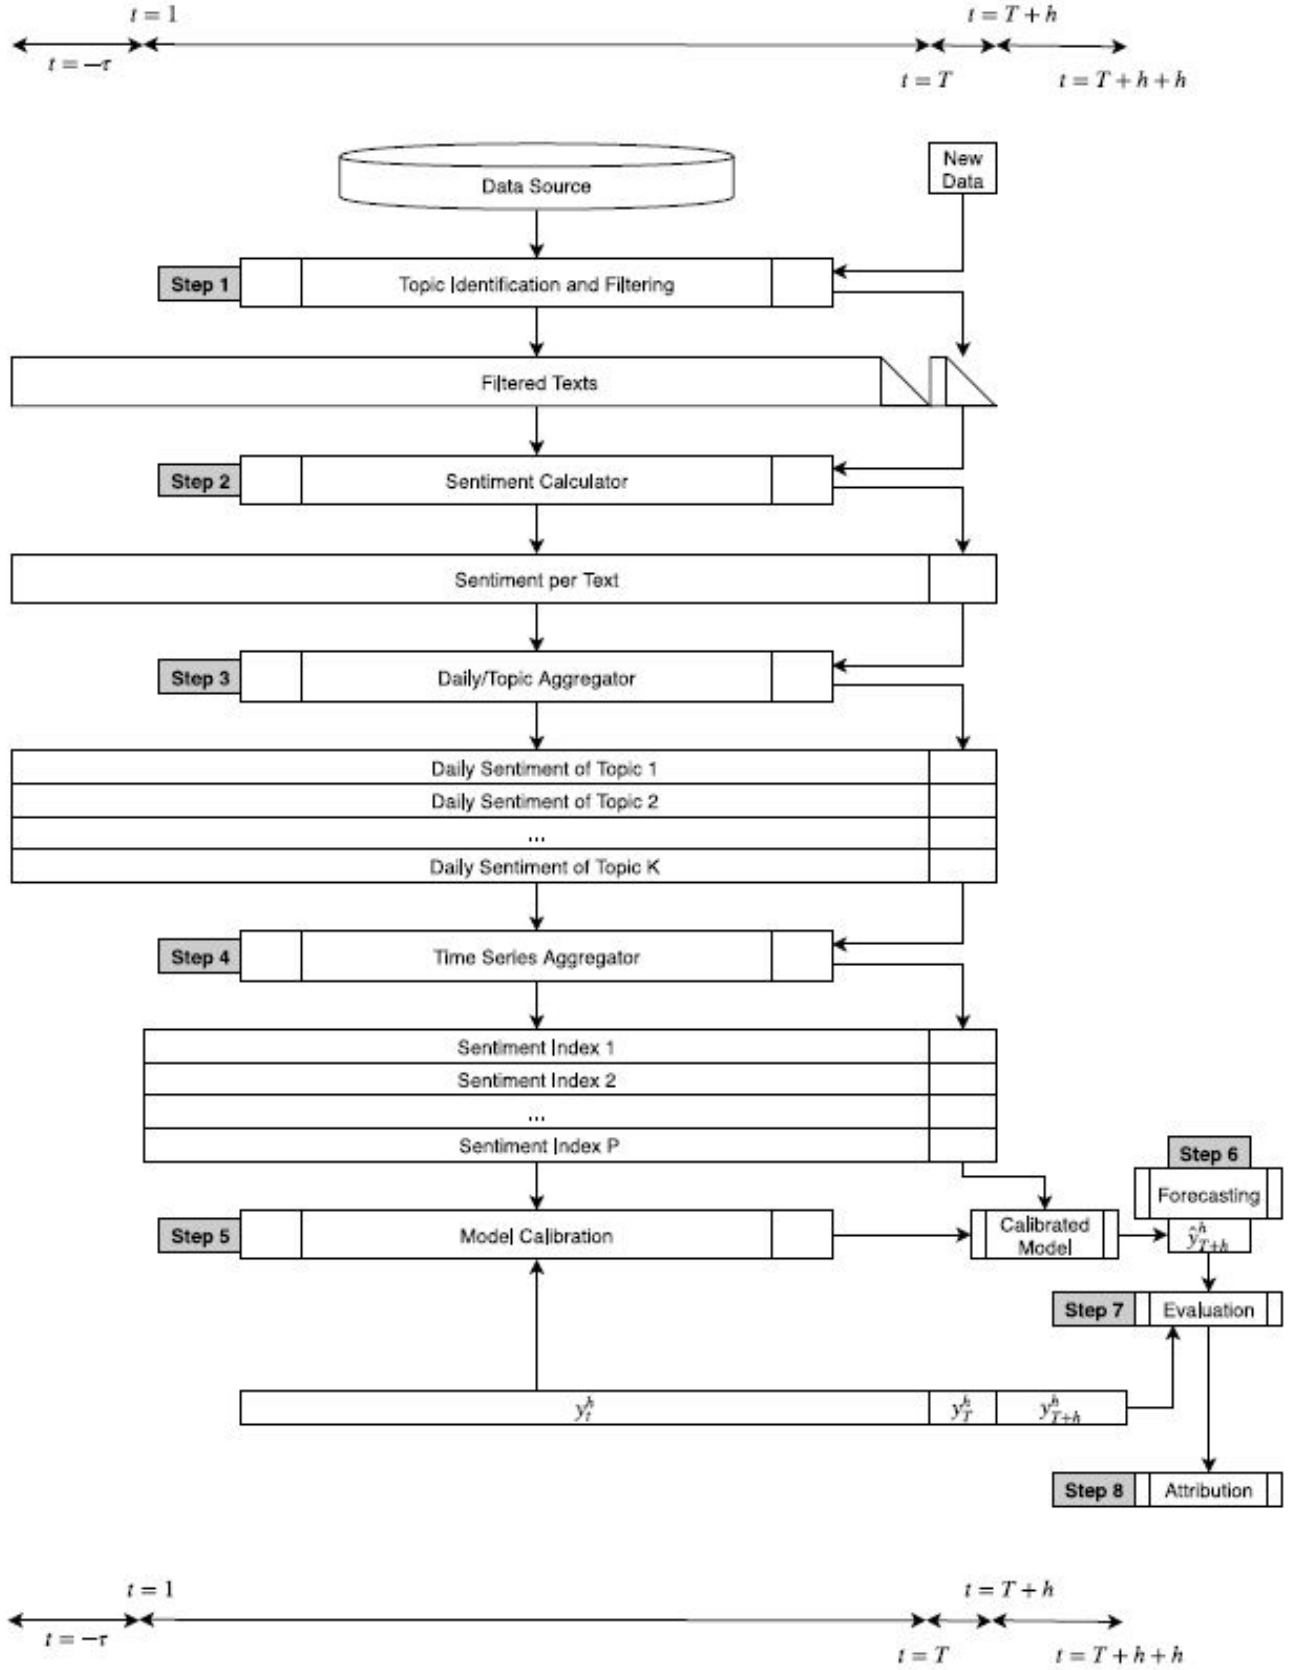 t = 1
t = T + h
t = −τ
t = T
t = T + h + h
New
Data
Data Source
Step 1
Topic Identification and Filtering
Filtered Texts
Step 2
Sentiment Calculator
Sentiment per Text
Step 3
Daily/Topic Aggregator
Daily Sentiment of Topic 1
Daily Sentiment of Topic 2
...
Daily Sentiment of Topic K
Step 4
Time Series Aggregator
Sentiment Index 1
Sentiment Index 2
...
Sentiment Index P
Step 6
Forecasting
Step 5
Model Calibration
Calibrated
Model
ŷ^h_{T+h}
Step 7
Evaluation
y^h_t
y^h_T
y^h_{T+h}
Step 8
Attribution
t = 1
t = T + h
t = −τ
t = T
t = T + h + h